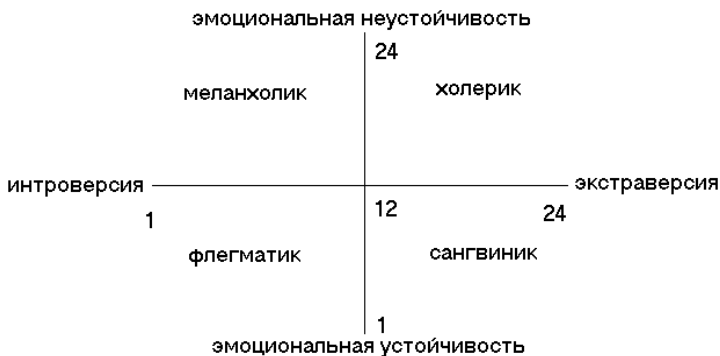 эмоциональная неустойчивость
24
меланхолик
холерик
интроверсия
экстраверсия
1
12
24
флегматик
сангвиник
1
эмоциональная устойчивость